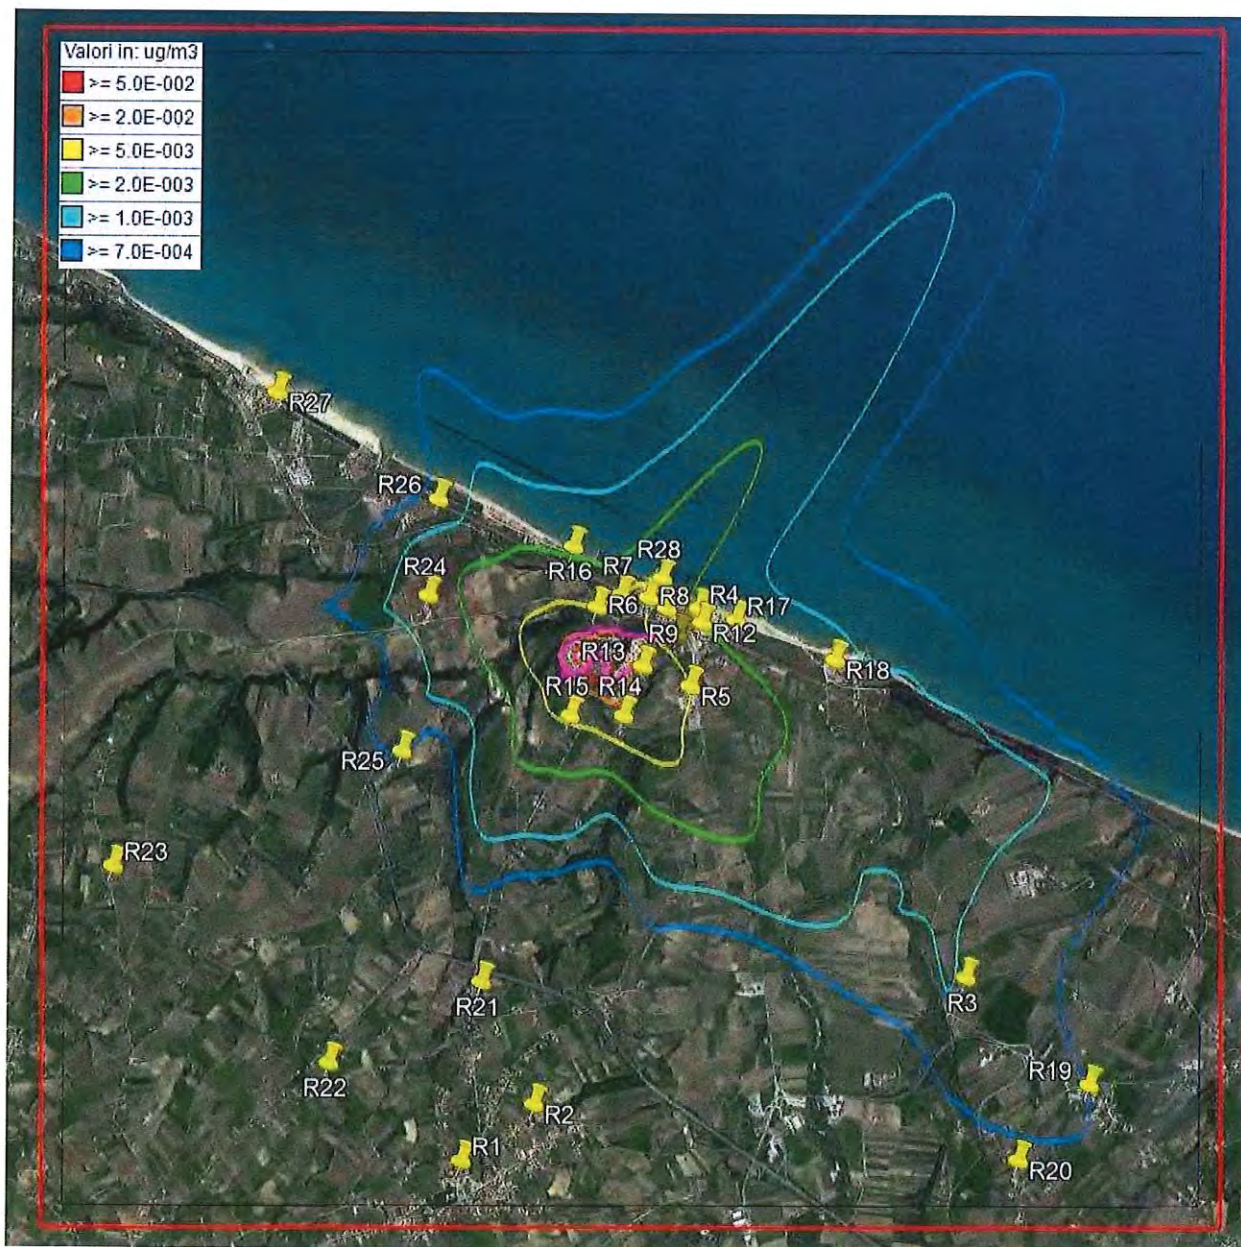 Valori in: ug/m3
>= 5.0E-002
>= 2.0E-002
>= 5.0E-003
>= 2.0E-003
>= 1.0E-003
>= 7.0E-004
R27
R26
R16
R28
R7
R24
R6
R8
R4
R17
R12
R9
R13
R18
R15
R14
R5
R25
R23
R21
R3
R22
R19
R2
R1
R20